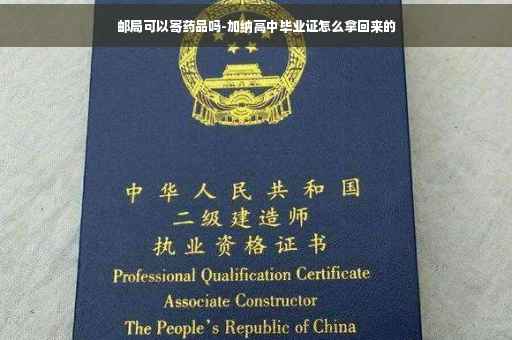 邮局可以寄药品吗-加纳高中毕业证怎么拿回来的
中华人民共和国
二级建造师
执业资格证书
Professional Qualification Certificate
Associate Constructor
The People's Republic of China